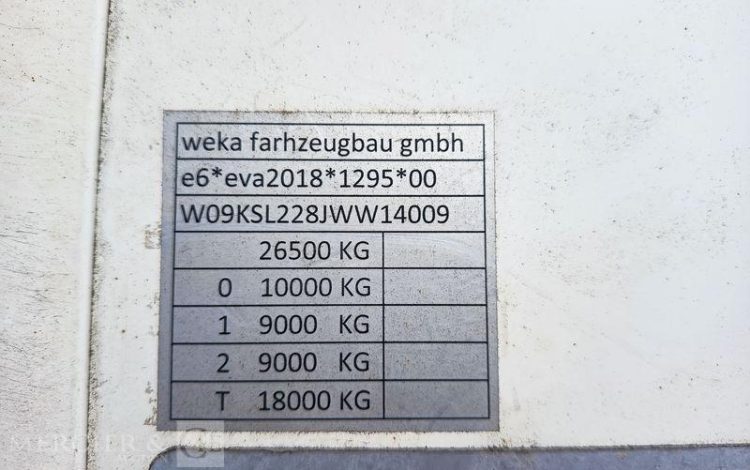 weka farhzeugbau gmbh
e6*eva2018*1295*00
W09KSL228JWW14009
26500 KG
0 10000 KG
1 9000 KG
2 9000 KG
T 18000 KG